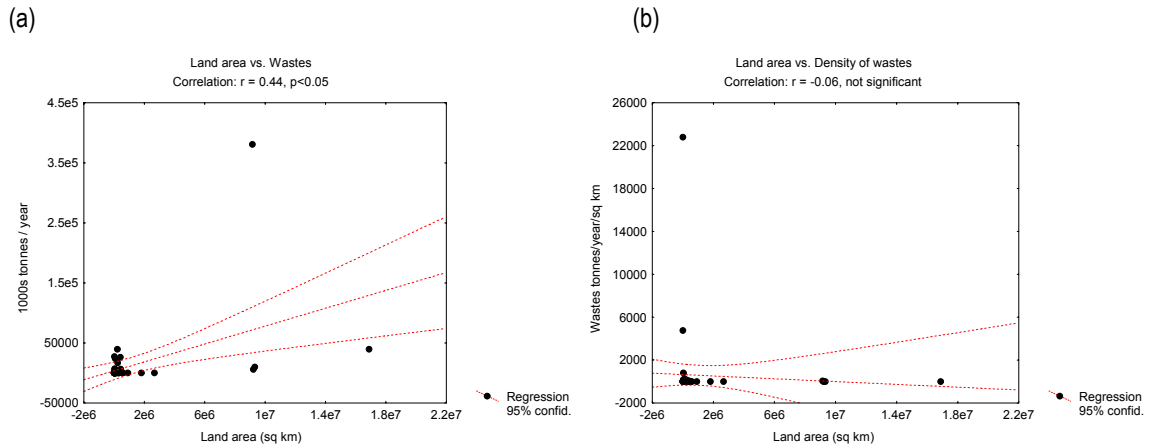 (a)
Land area vs. Wastes
Correlation: r = 0.44, p<0.05
4.5e5
3.5e5
2.5e5
1.5e5
50000
-50000
1000s tonnes / year
-2e6 2e6 6e6 1e7 1.4e7 1.8e7 2.2e7
Land area (sq km)
Regression
95% confid.
(b)
Land area vs. Density of wastes
Correlation: r = -0.06, not significant
26000
22000
18000
14000
10000
6000
2000
-2000
Wastes tonnes/year/sq km
-2e6 2e6 6e6 1e7 1.4e7 1.8e7 2.2e7
Land area (sq km)
Regression
95% confid.